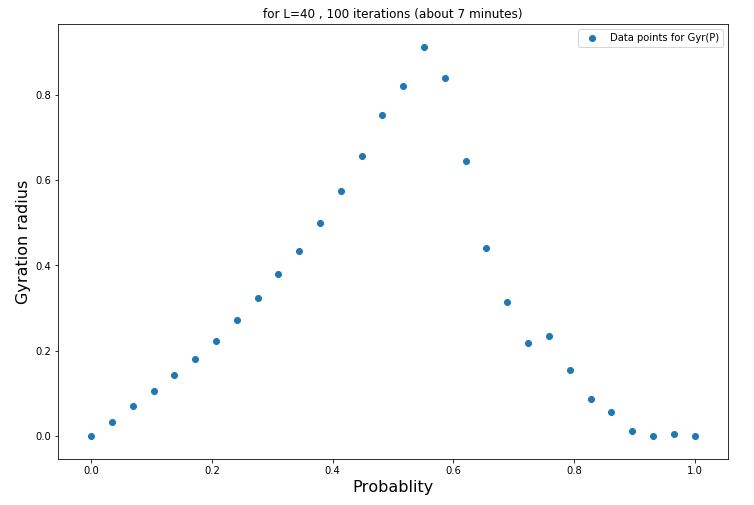 for L=40 , 100 iterations (about 7 minutes)
Data points for Gyr(P)
Gyration radius
0.8
0.6
0.4
0.2
0.0
0.0 0.2 0.4 0.6 0.8 1.0
Probablity